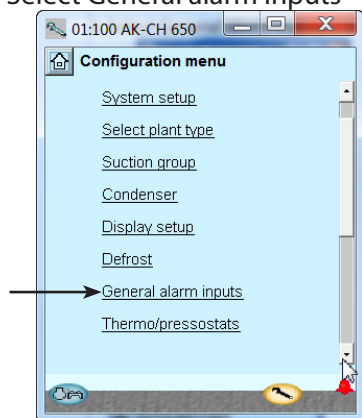 Select General alarm inputs
01:100 AK-CH 650
Configuration menu
System setup
Select plant type
Suction group
Condenser
Display setup
Defrost
General alarm inputs
Thermo/pressostats